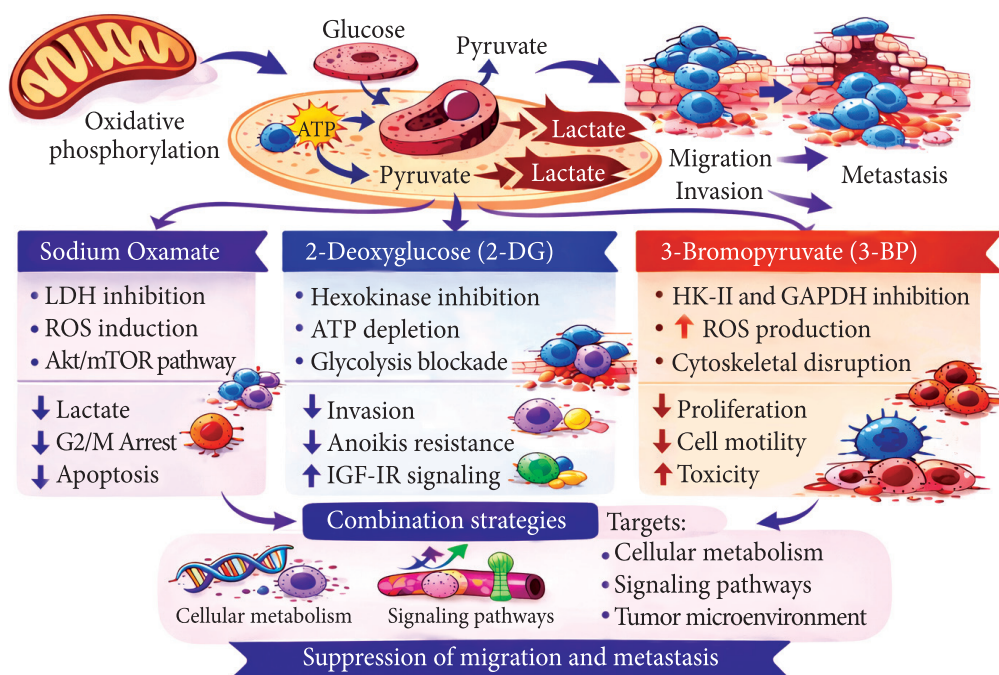 Glucose
Pyruvate
Oxidative
phosphorylation
ATP
Lactate
Pyruvate
Lactate
Migration
Invasion
Metastasis
Sodium Oxamate
• LDH inhibition
• ROS induction
• Akt/mTOR pathway
↓ Lactate
↓ G2/M Arrest
↓ Apoptosis
2-Deoxyglucose (2-DG)
• Hexokinase inhibition
• ATP depletion
• Glycolysis blockade
↓ Invasion
↓ Anoikis resistance
↑ IGF-IR signaling
3-Bromopyruvate (3-BP)
• HK-II and GAPDH inhibition
• ↑ ROS production
• Cytoskeletal disruption
↓ Proliferation
↓ Cell motility
↑ Toxicity
Combination strategies
Cellular metabolism
Signaling pathways
Targets:
• Cellular metabolism
• Signaling pathways
• Tumor microenvironment
Suppression of migration and metastasis